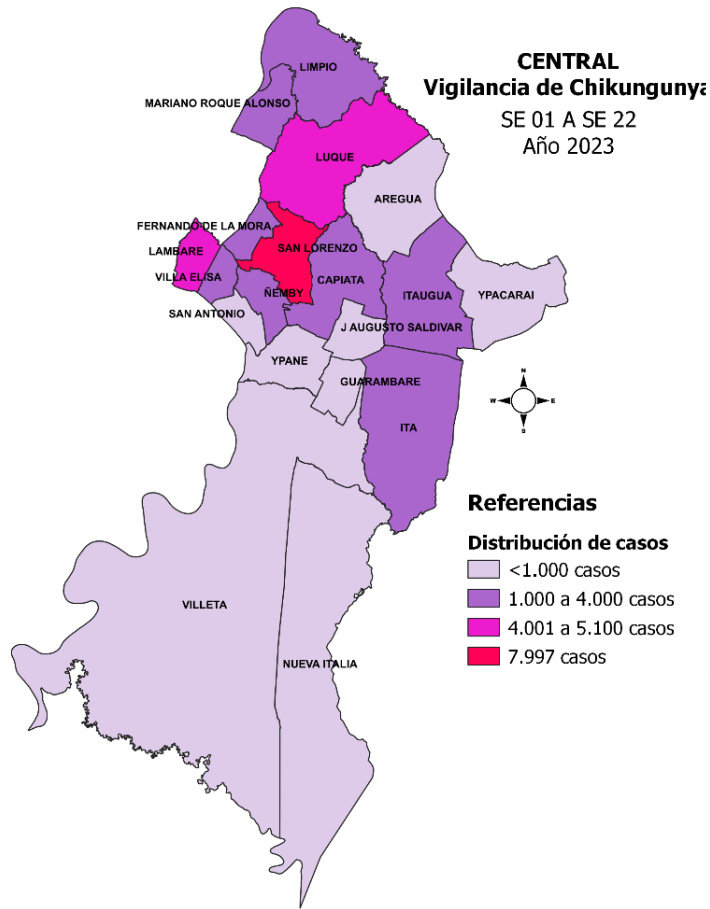 CENTRAL
Vigilancia de Chikungunya
SE 01 A SE 22
Año 2023
LIMPIO
MARIANO ROQUE ALONSO
LUQUE
AREGUA
FERNANDO DE LA MORA
SAN LORENZO
LAMBARE
VILLA ELISA
ÑEMBY
CAPIATA
ITAUGUA
YPACARAI
SAN ANTONIO
J AUGUSTO SALDIVAR
YPANE
GUARAMBARE
ITA
N
W
E
S
VILLETA
NUEVA ITALIA
Referencias
Distribución de casos
<1.000 casos
1.000 a 4.000 casos
4.001 a 5.100 casos
7.997 casos